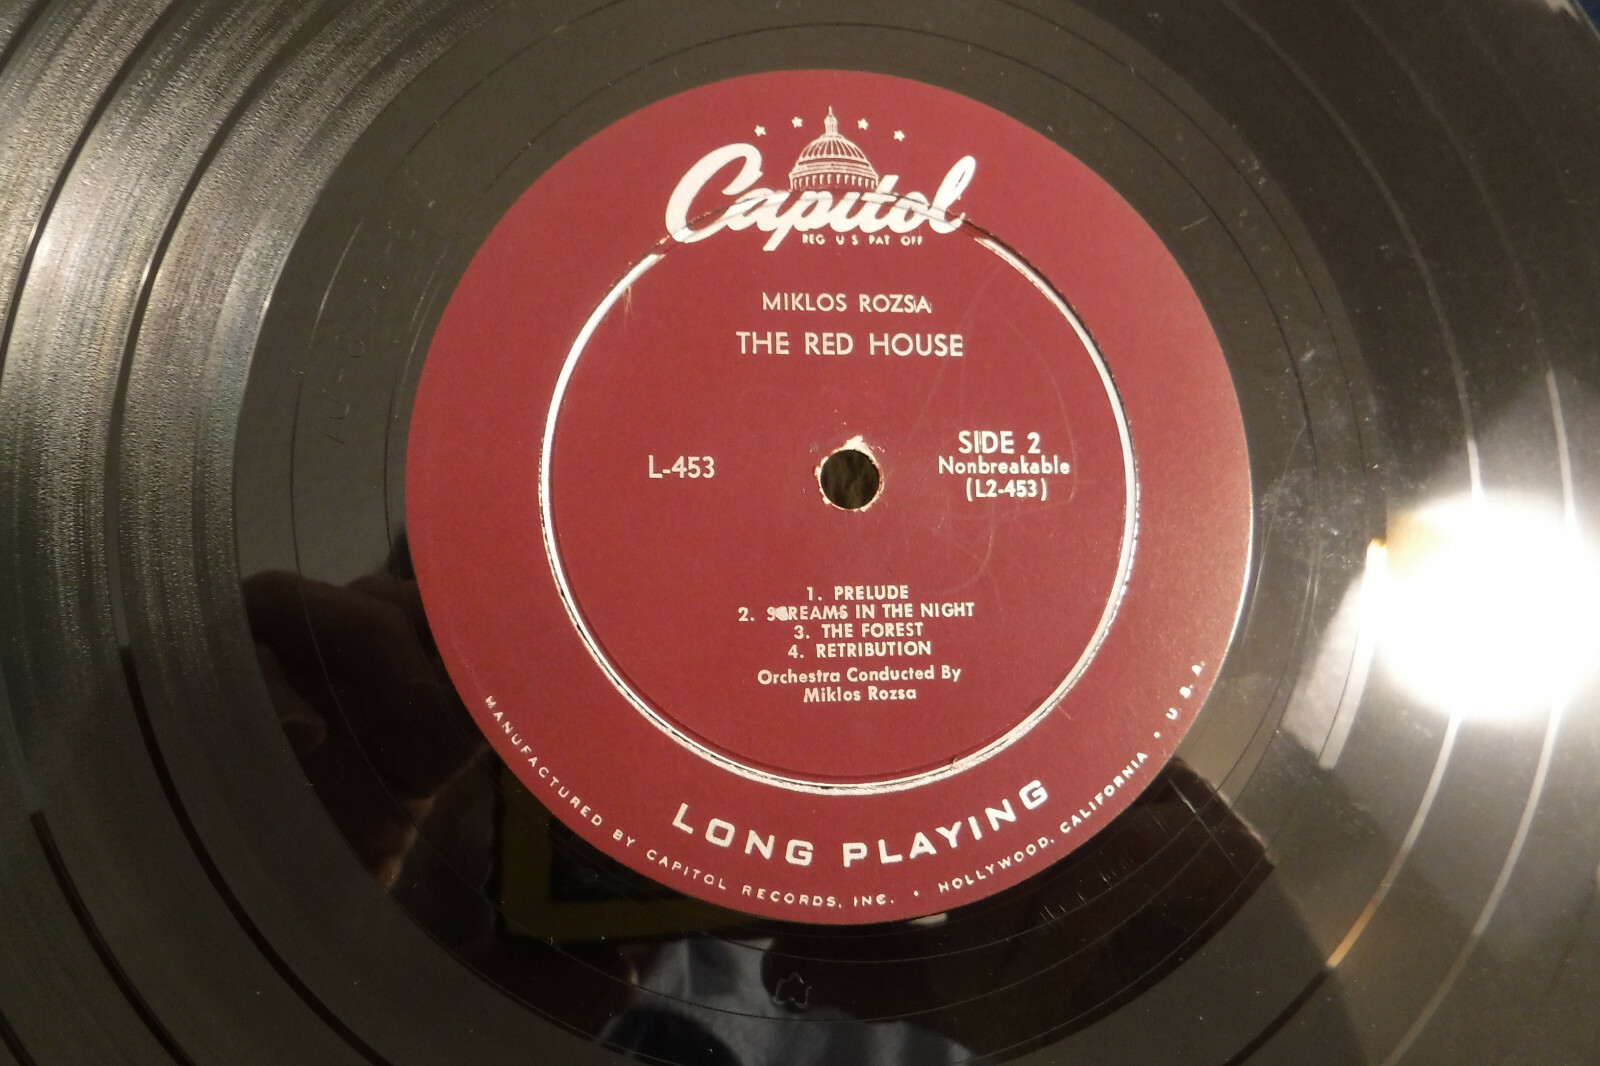 Capitol
REG U S PAT OFF
MIKLOS ROZSA
THE RED HOUSE
L-453
SIDE 2
Nonbreakable
(L2-453)
1. PRELUDE
2. SCREAMS IN THE NIGHT
3. THE FOREST
4. RETRIBUTION
Orchestra Conducted By
Miklos Rozsa
LONG PLAYING
MANUFACTURED BY CAPITOL RECORDS, INC. • HOLLYWOOD, CALIFORNIA • U. S. A.